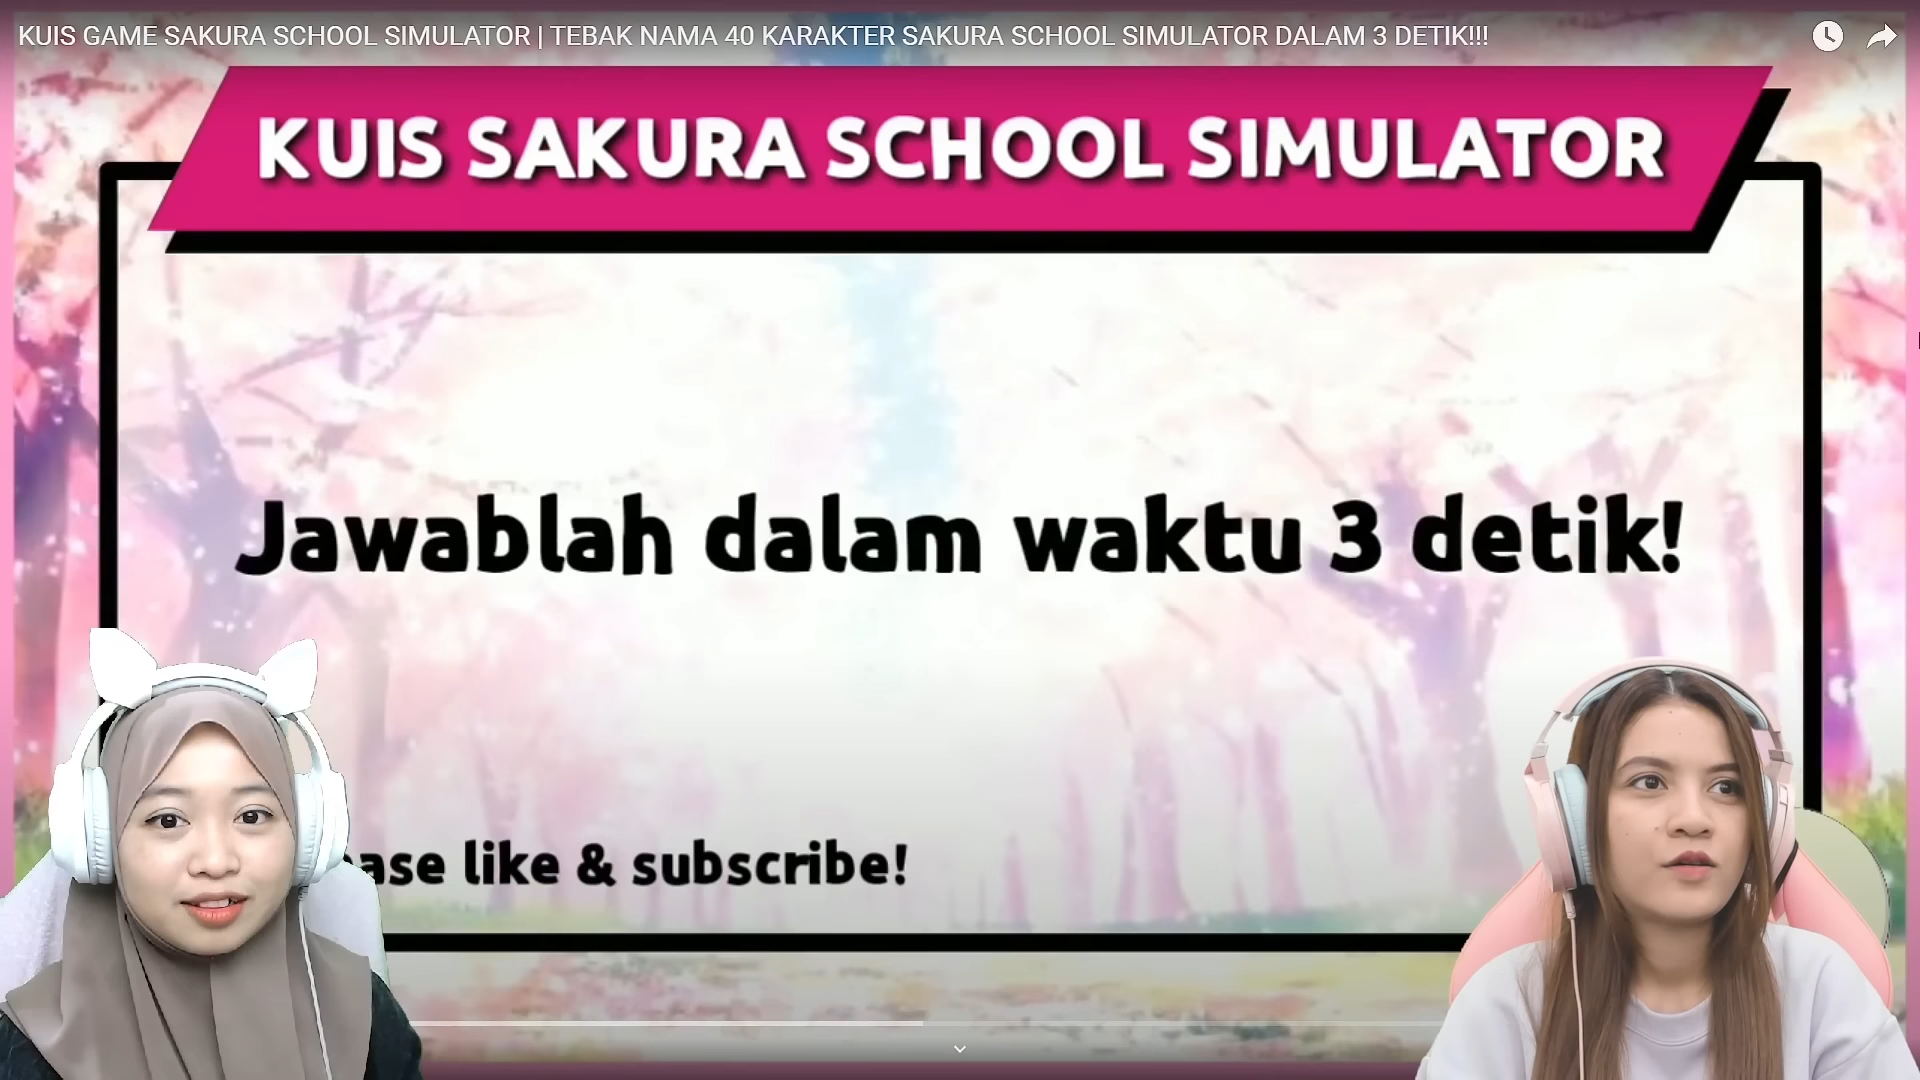 KUIS GAME SAKURA SCHOOL SIMULATOR | TEBAK NAMA 40 KARAKTER SAKURA SCHOOL SIMULATOR DALAM 3 DETIK!!!
KUIS SAKURA SCHOOL SIMULATOR
Jawablah dalam waktu 3 detik!
ase like & subscribe!